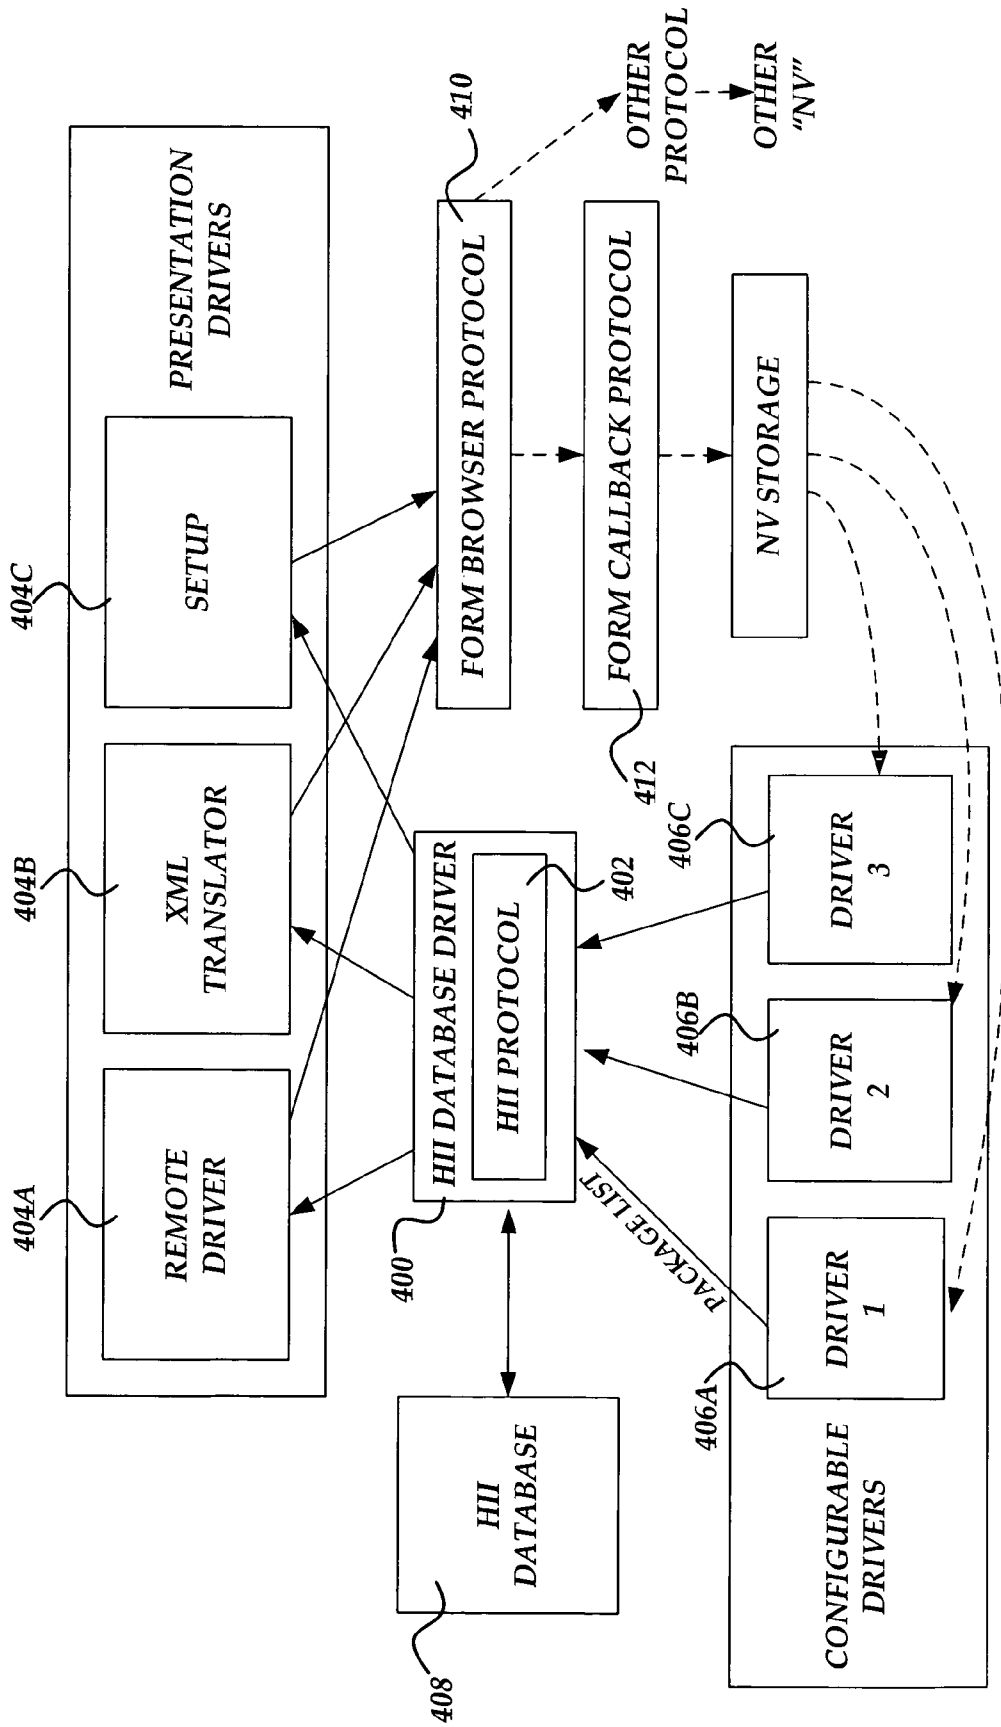 404A
404B
404C
REMOTE
DRIVER
XML
TRANSLATOR
SETUP
PRESENTATION
DRIVERS
408
HII
DATABASE
400
HII DATABASE DRIVER
HII PROTOCOL
402
410
FORM BROWSER PROTOCOL
412
FORM CALLBACK PROTOCOL
NV STORAGE
OTHER
PROTOCOL
OTHER
"NV"
PACKAGE LIST
CONFIGURABLE
DRIVERS
406A
DRIVER
1
406B
DRIVER
2
406C
DRIVER
3